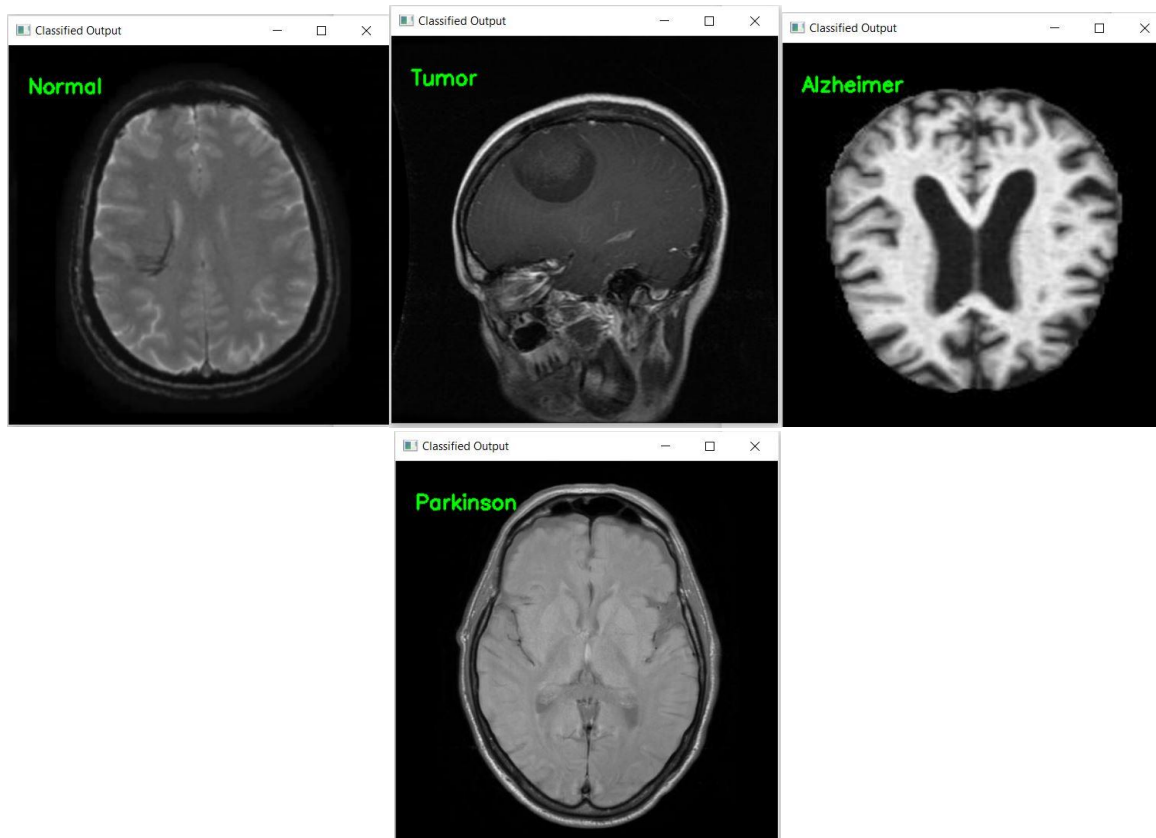 Classified Output
Normal
Classified Output
Tumor
Classified Output
Alzheimer
Classified Output
Parkinson